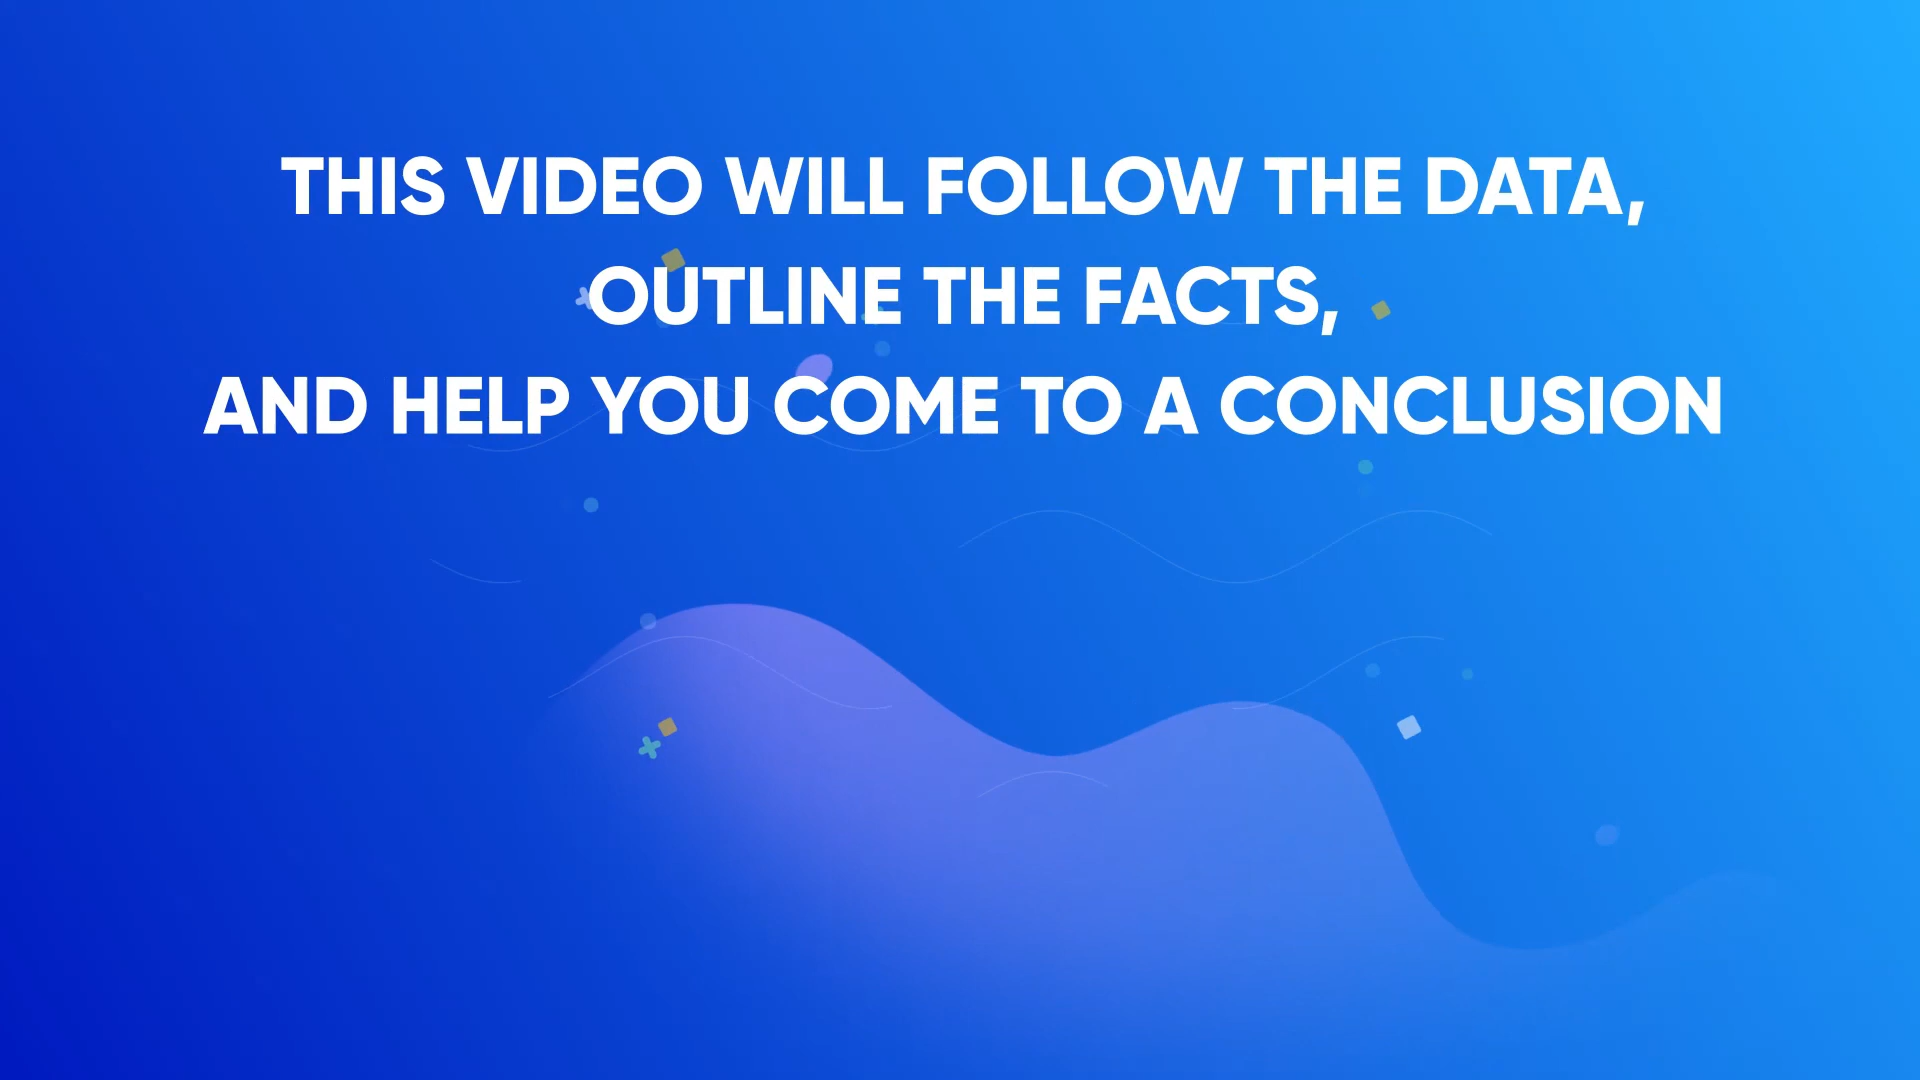 THIS VIDEO WILL FOLLOW THE DATA,
OUTLINE THE FACTS,
AND HELP YOU COME TO A CONCLUSION